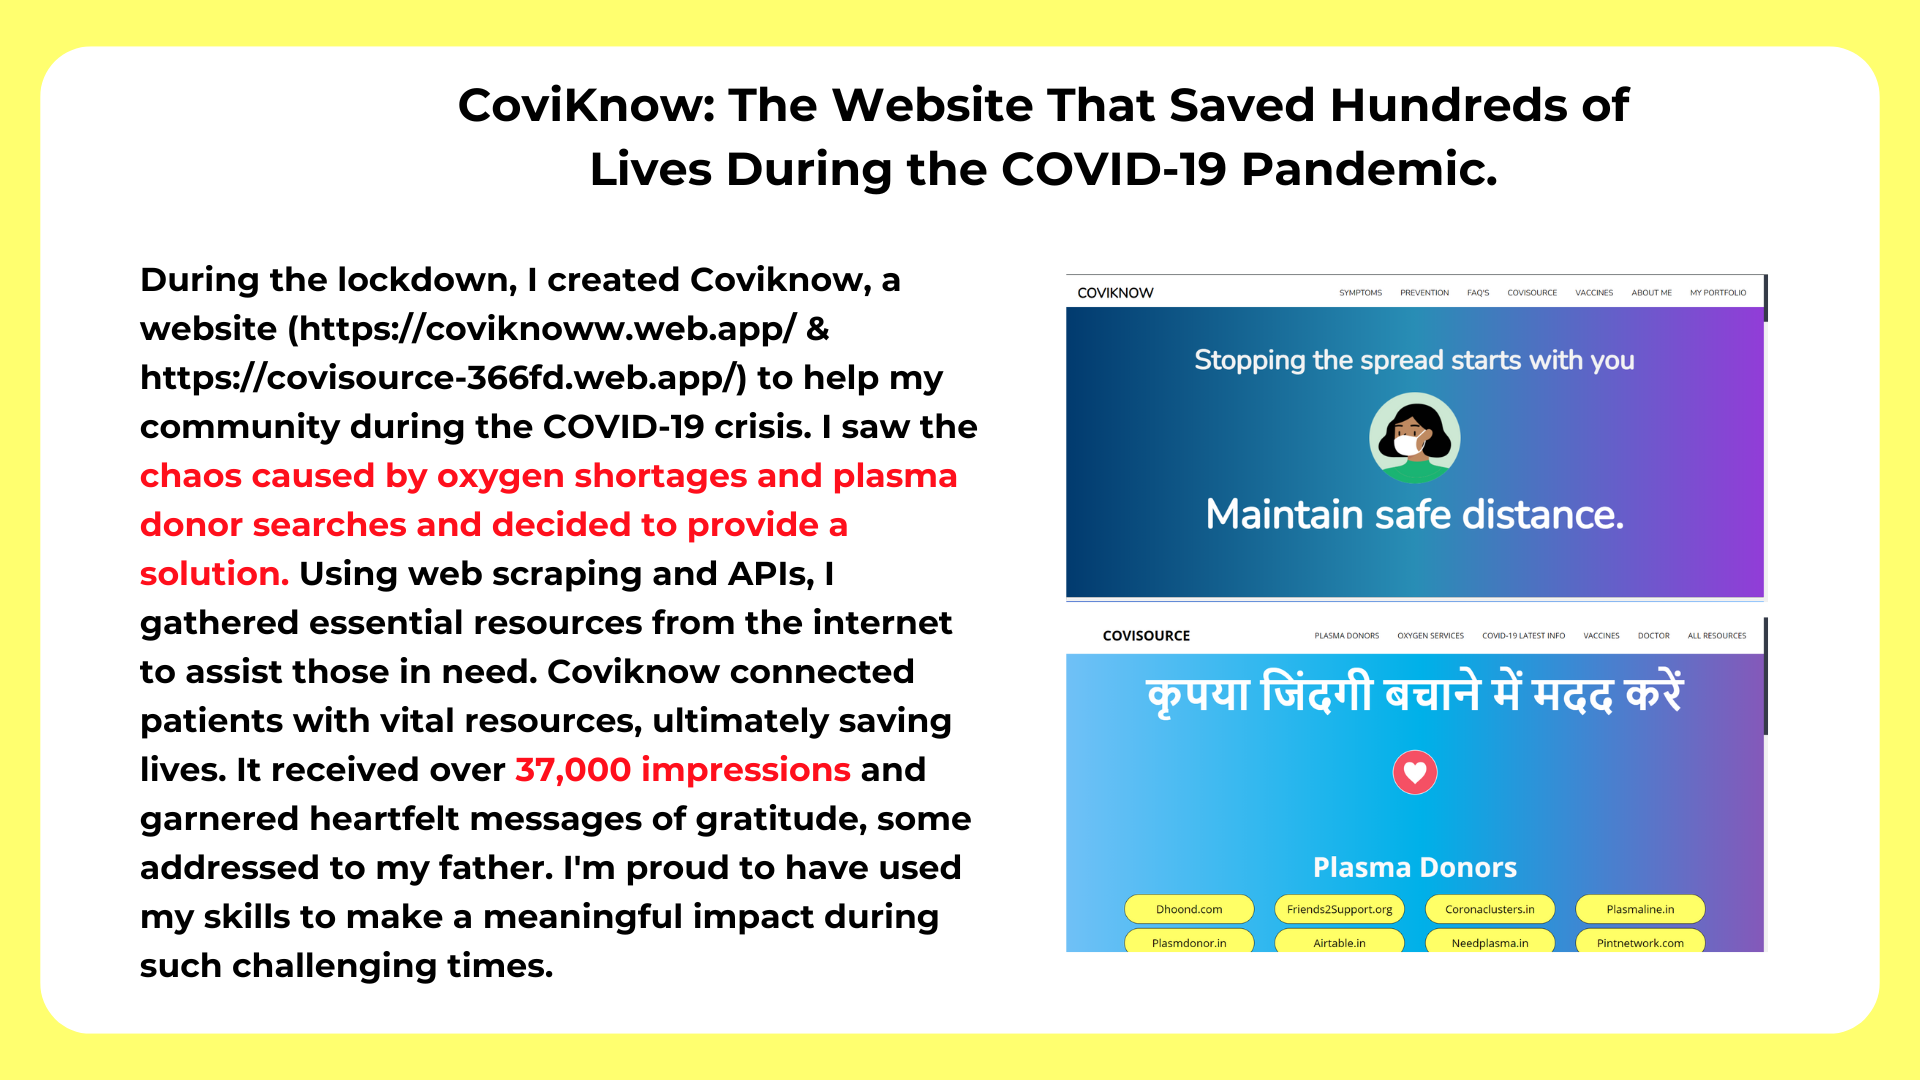 CoviKnow: The Website That Saved Hundreds of
Lives During the COVID-19 Pandemic.
During the lockdown, I created Coviknow, a
website (https://coviknoww.web.app/ &
https://covisource-366fd.web.app/) to help my
community during the COVID-19 crisis. I saw the
chaos caused by oxygen shortages and plasma
donor searches and decided to provide a
solution. Using web scraping and APIs, I
gathered essential resources from the internet
to assist those in need. Coviknow connected
patients with vital resources, ultimately saving
lives. It received over 37,000 impressions and
garnered heartfelt messages of gratitude, some
addressed to my father. I'm proud to have used
my skills to make a meaningful impact during
such challenging times.
COVIKNOW SYMPTOMS PREVENTION FAQ'S COVISOURCE VACCINES ABOUT ME MY PORTFOLIO
Stopping the spread starts with you
Maintain safe distance.
COVISOURCE PLASMA DONORS OXYGEN SERVICES COVID-19 LATEST INFO VACCINES DOCTOR ALL RESOURCES
कृपया जिंदगी बचाने में मदद करें
Plasma Donors
Dhoond.com Friends2Support.org Coronaclusters.in Plasmaline.in
Plasmdonor.in Airtable.in Needplasma.in Pintnetwork.com